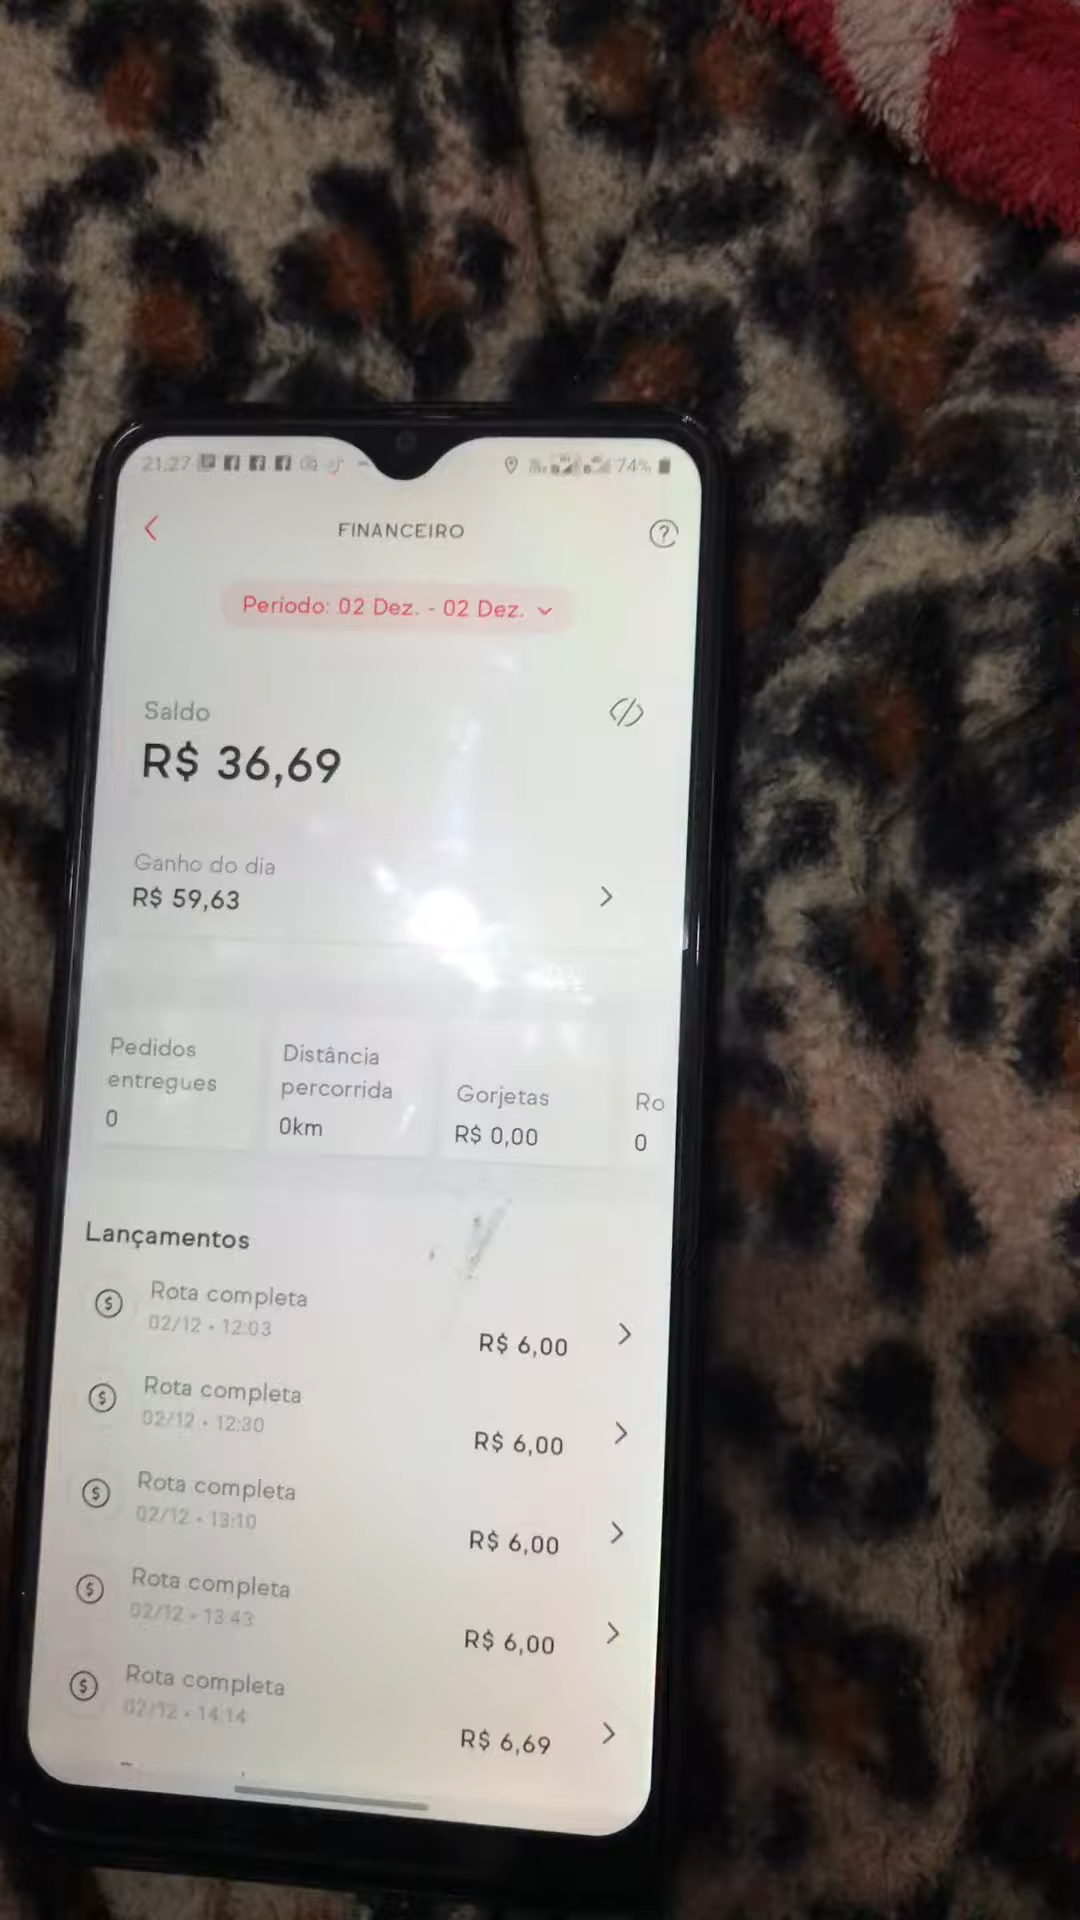 21:27 74%
FINANCEIRO
Período: 02 Dez. - 02 Dez.
Saldo
R$ 36,69
Ganho do dia
R$ 59,63
Pedidos
entregues
0
Distância
percorrida
0km
Gorjetas
R$ 0,00
Ro
0
Lançamentos
Rota completa
02/12 • 12:03
R$ 6,00
Rota completa
02/12 • 12:30
R$ 6,00
Rota completa
02/12 • 13:10
R$ 6,00
Rota completa
02/12 • 13:43
R$ 6,00
Rota completa
02/12 • 14:14
R$ 6,69